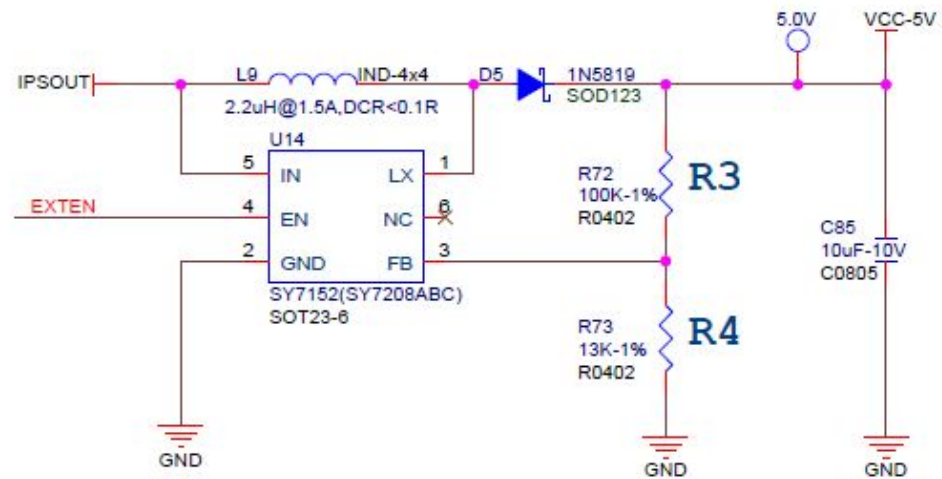 5.0V
VCC-5V
IPSOUT
L9
IND-4x4
D5
1N5819
2.2uH@1.5A,DCR<0.1R
SOD123
U14
5
IN
LX
1
R72
R3
100K-1%
4
EN
NC
6
R0402
EXTEN
C85
10uF-10V
C0805
2
GND
FB
3
SY7152(SY7208ABC)
SOT23-6
R73
R4
13K-1%
R0402
GND
GND
GND